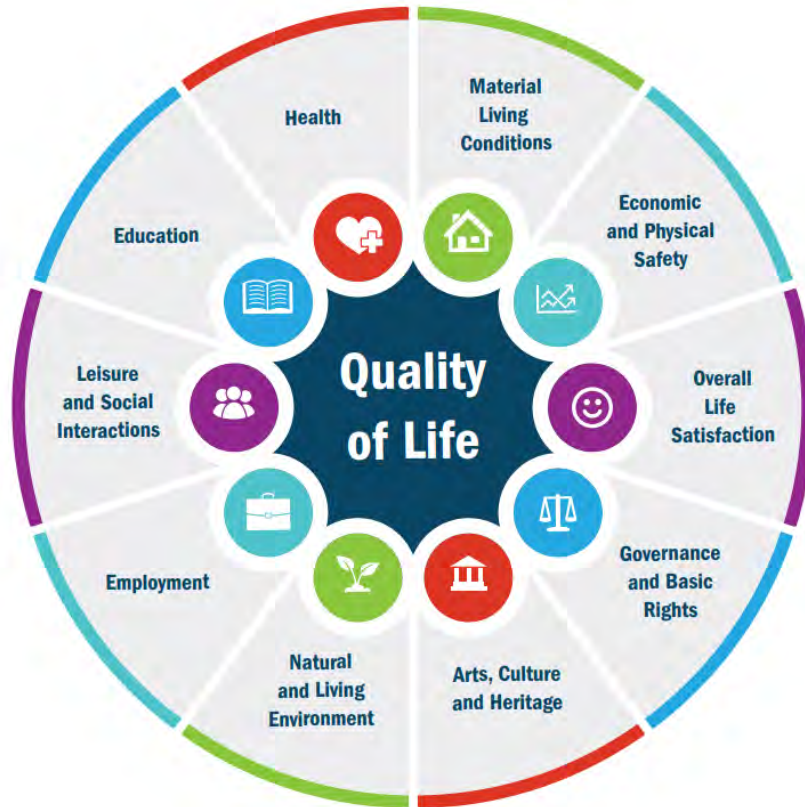 Quality
of Life
Material
Living
Conditions
Economic
and Physical
Safety
Overall
Life
Satisfaction
Governance
and Basic
Rights
Arts, Culture
and Heritage
Natural
and Living
Environment
Employment
Leisure
and Social
Interactions
Education
Health